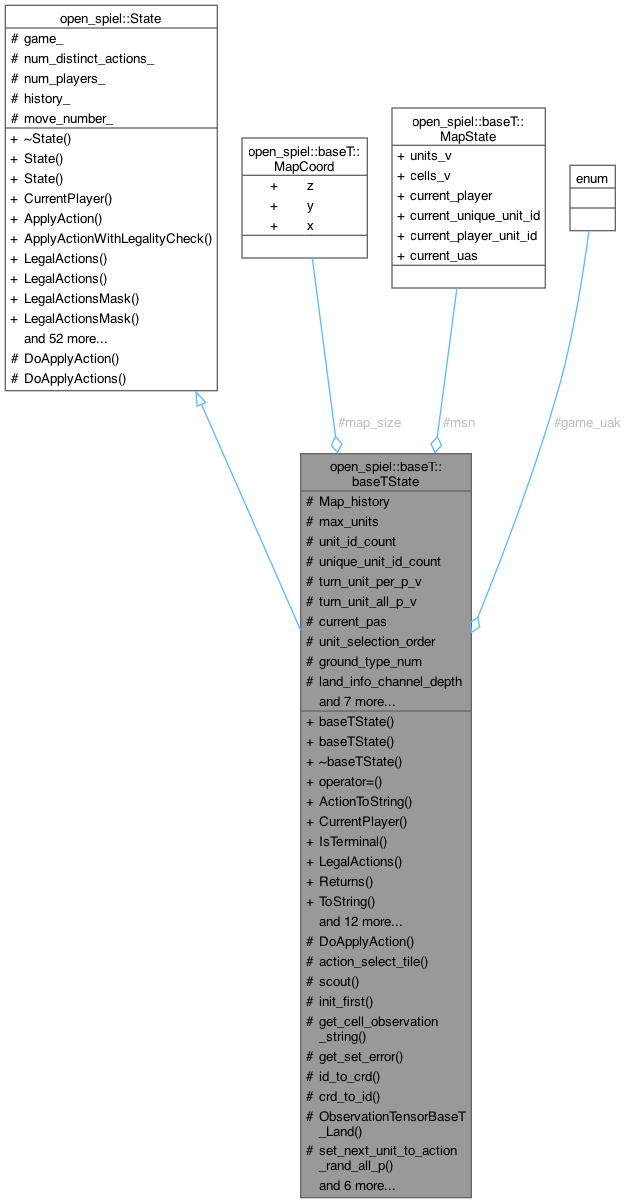 open_spiel::State
# game_
# num_distinct_actions_
# num_players_
# history_
# move_number_
+ ~State()
+ State()
+ State()
+ CurrentPlayer()
+ ApplyAction()
+ ApplyActionWithLegalityCheck()
+ LegalActions()
+ LegalActions()
+ LegalActionsMask()
+ LegalActionsMask()
and 52 more...
# DoApplyAction()
# DoApplyActions()
open_spiel::baseT::
MapCoord
+ z
+ y
+ x
open_spiel::baseT::
MapState
+ units_v
+ cells_v
+ current_player
+ current_unique_unit_id
+ current_player_unit_id
+ current_uas
enum
#map_size
#msn
#game_uak
open_spiel::baseT::
baseTState
# Map_history
# max_units
# unit_id_count
# unique_unit_id_count
# turn_unit_per_p_v
# turn_unit_all_p_v
# current_pas
# unit_selection_order
# ground_type_num
# land_info_channel_depth
and 7 more...
+ baseTState()
+ baseTState()
+ ~baseTState()
+ operator=()
+ ActionToString()
+ CurrentPlayer()
+ IsTerminal()
+ LegalActions()
+ Returns()
+ ToString()
and 12 more...
# DoApplyAction()
# action_select_tile()
# scout()
# init_first()
# get_cell_observation
_string()
# get_set_error()
# id_to_crd()
# crd_to_id()
# ObservationTensorBaseT
_Land()
# set_next_unit_to_action
_rand_all_p()
and 6 more...